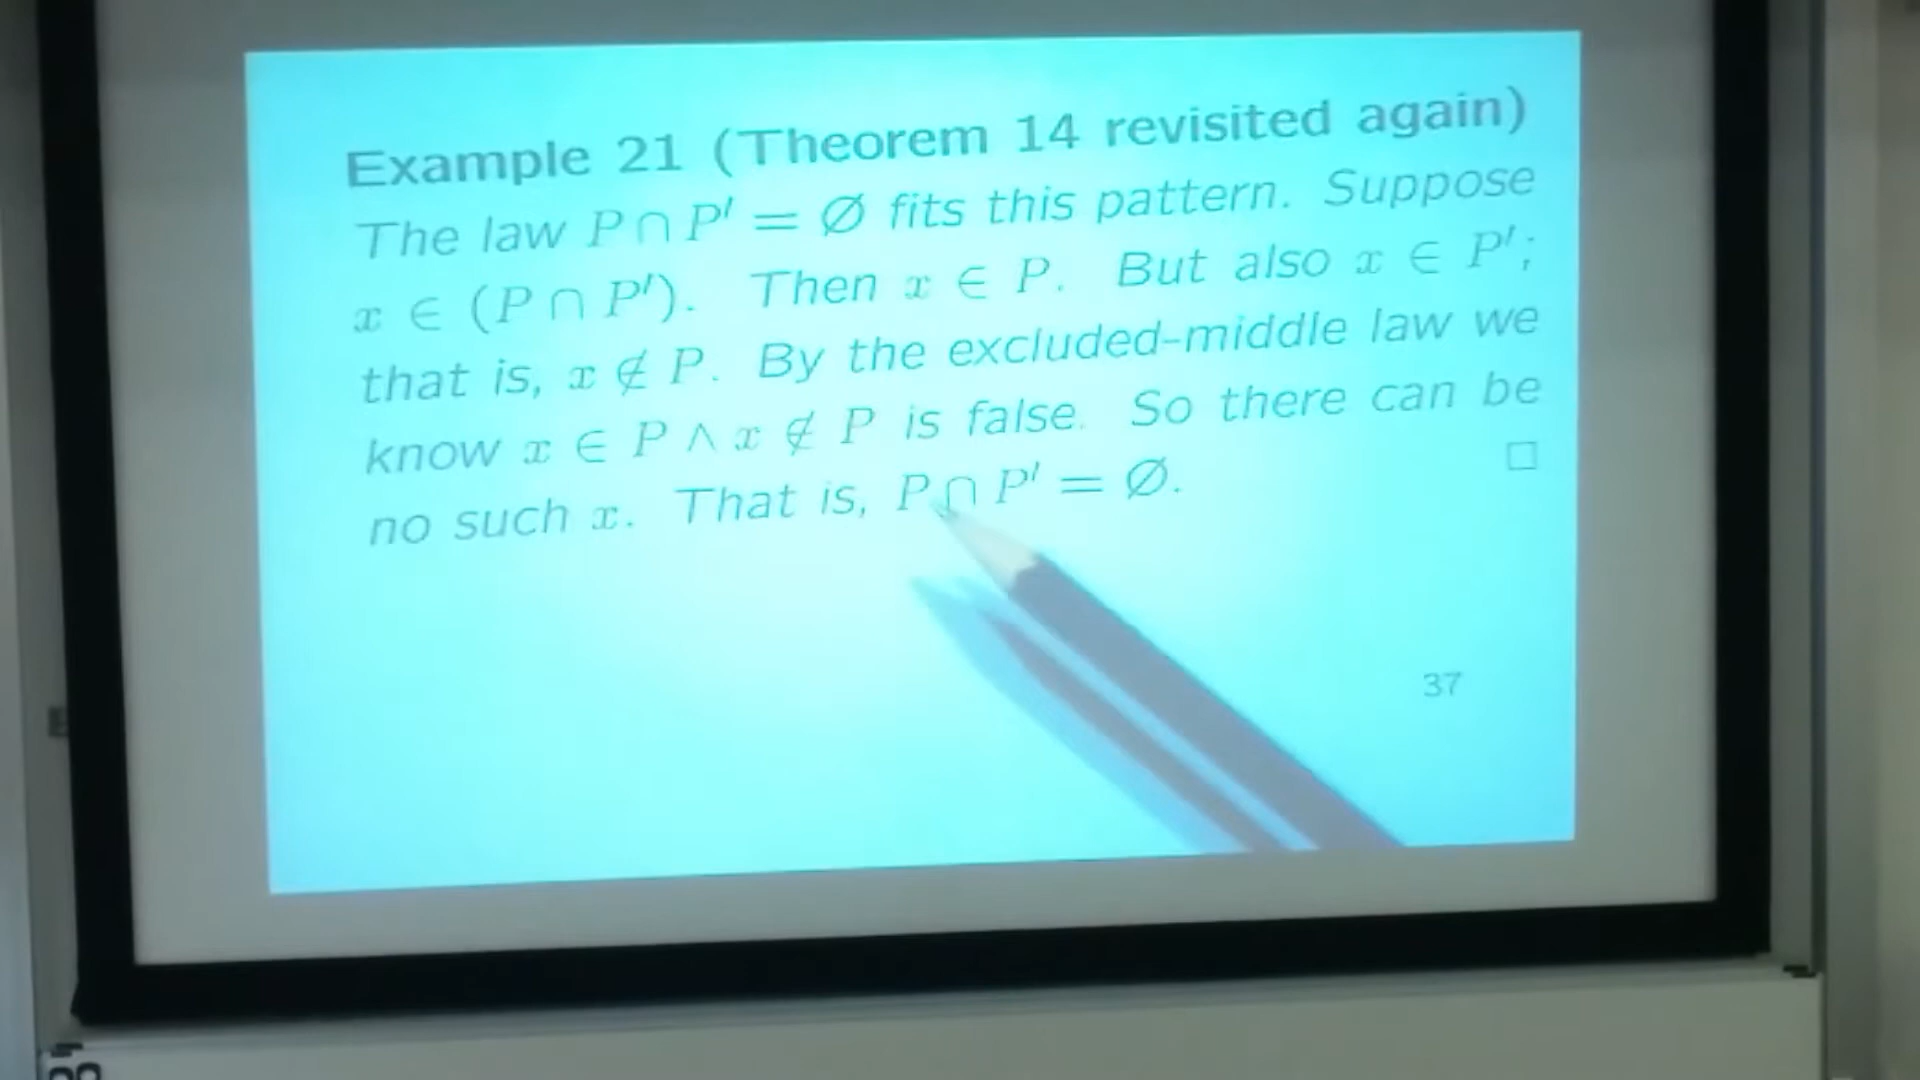 Example 21 (Theorem 14 revisited again)
The law P ∩ P′ = ∅ fits this pattern. Suppose
x ∈ (P ∩ P′). Then x ∈ P. But also x ∈ P′;
that is, x ∉ P. By the excluded-middle law we
know x ∈ P ∧ x ∉ P is false. So there can be
no such x. That is, P ∩ P′ = ∅. □
37